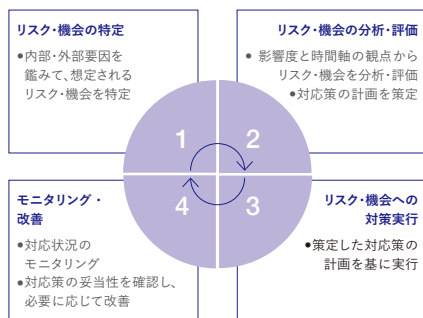 リスク・機会の特定
●内部・外部要因を
鑑みて、想定される
リスク・機会を特定
リスク・機会の分析・評価
● 影響度と時間軸の観点から
リスク・機会を分析・評価
●対応策の計画を策定
1
2
4
3
モニタリング・
改善
●対応状況の
モニタリング
●対応策の妥当性を確認し、
必要に応じて改善
リスク・機会への
対策実行
●策定した対応策の
計画を基に実行